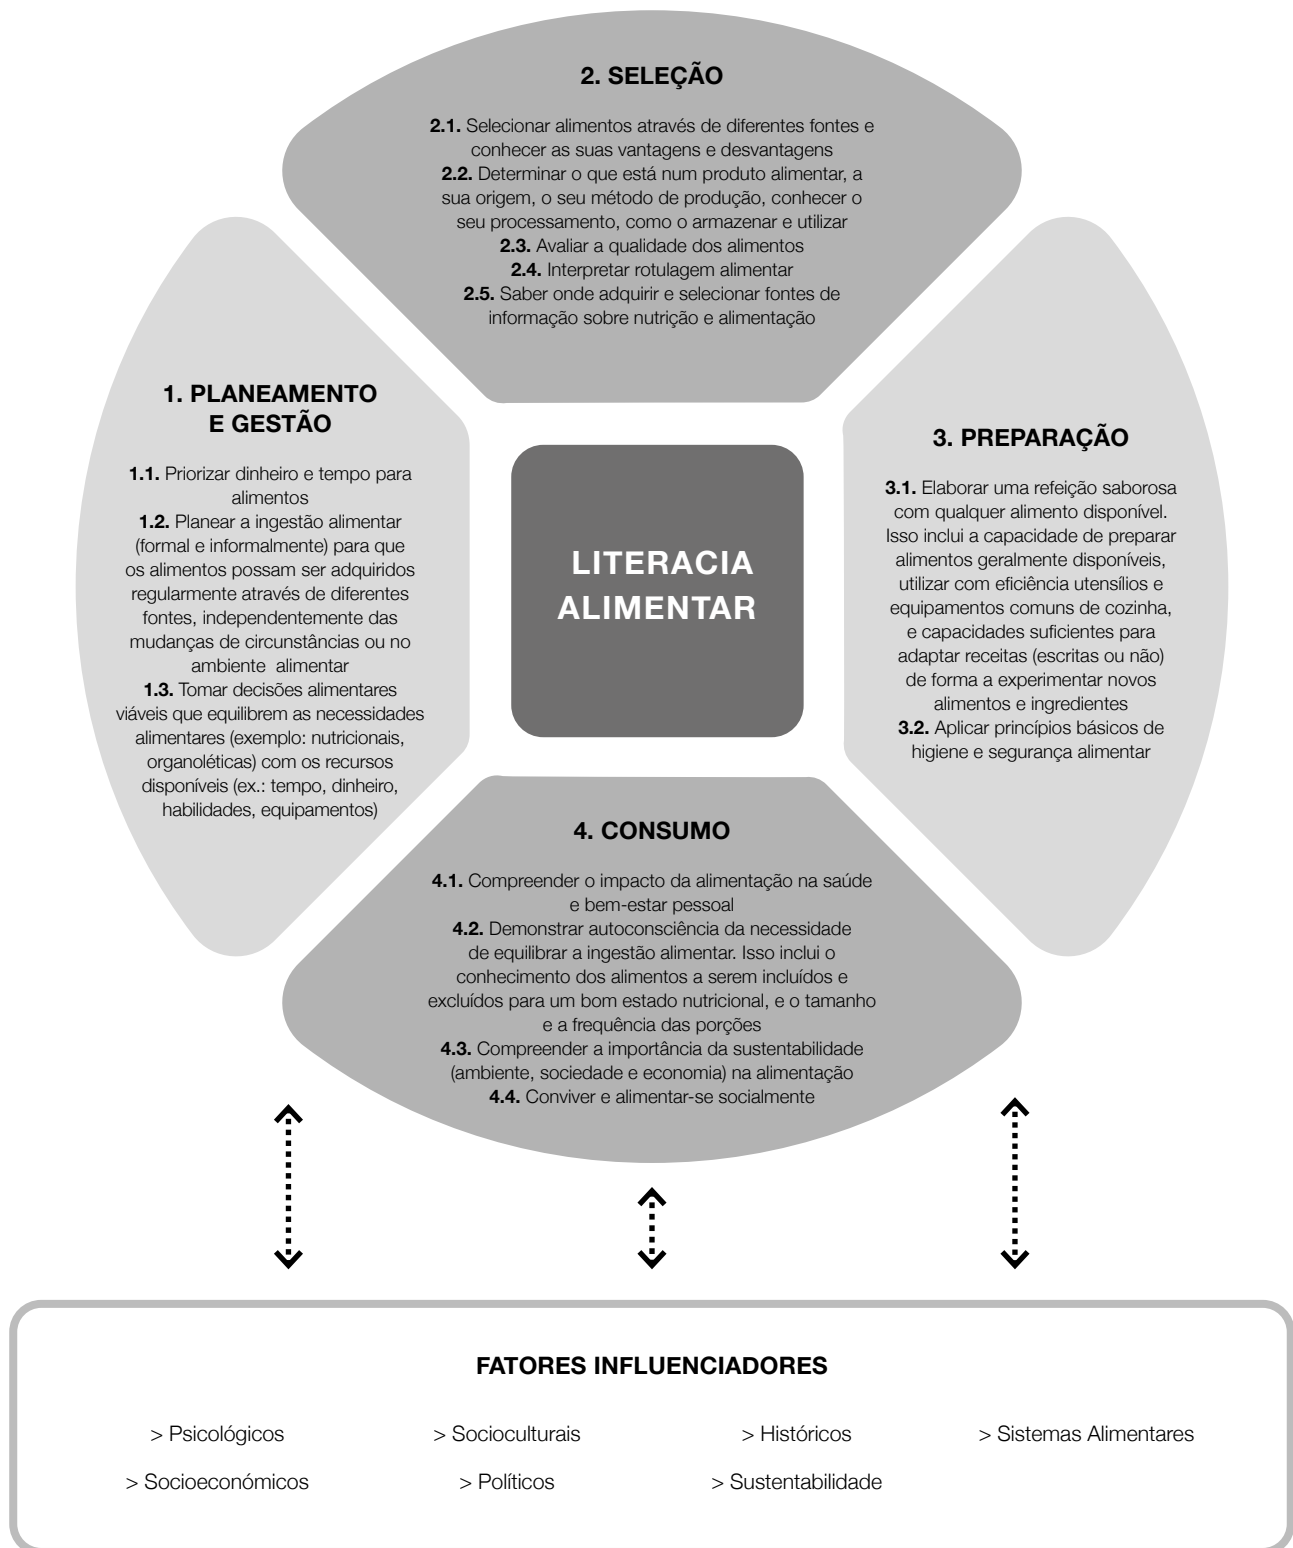 2. SELEÇÃO
2.1. Selecionar alimentos através de diferentes fontes e
conhecer as suas vantagens e desvantagens
2.2. Determinar o que está num produto alimentar, a
sua origem, o seu método de produção, conhecer o
seu processamento, como o armazenar e utilizar
2.3. Avaliar a qualidade dos alimentos
2.4. Interpretar rotulagem alimentar
2.5. Saber onde adquirir e selecionar fontes de
informação sobre nutrição e alimentação
1. PLANEAMENTO
E GESTÃO
1.1. Priorizar dinheiro e tempo para
alimentos
1.2. Planear a ingestão alimentar
(formal e informalmente) para que
os alimentos possam ser adquiridos
regularmente através de diferentes
fontes, independentemente das
mudanças de circunstâncias ou no
ambiente alimentar
1.3. Tomar decisões alimentares
viáveis que equilibrem as necessidades
alimentares (exemplo: nutricionais,
organoléticas) com os recursos
disponíveis (ex.: tempo, dinheiro,
habilidades, equipamentos)
LITERACIA
ALIMENTAR
3. PREPARAÇÃO
3.1. Elaborar uma refeição saborosa
com qualquer alimento disponível.
Isso inclui a capacidade de preparar
alimentos geralmente disponíveis,
utilizar com eficiência utensílios e
equipamentos comuns de cozinha,
e capacidades suficientes para
adaptar receitas (escritas ou não)
de forma a experimentar novos
alimentos e ingredientes
3.2. Aplicar princípios básicos de
higiene e segurança alimentar
4. CONSUMO
4.1. Compreender o impacto da alimentação na saúde
e bem-estar pessoal
4.2. Demonstrar autoconsciência da necessidade
de equilibrar a ingestão alimentar. Isso inclui o
conhecimento dos alimentos a serem incluídos e
excluídos para um bom estado nutricional, e o tamanho
e a frequência das porções
4.3. Compreender a importância da sustentabilidade
(ambiente, sociedade e economia) na alimentação
4.4. Conviver e alimentar-se socialmente
FATORES INFLUENCIADORES
> Psicológicos > Socioculturais > Históricos > Sistemas Alimentares
> Socioeconómicos > Políticos > Sustentabilidade